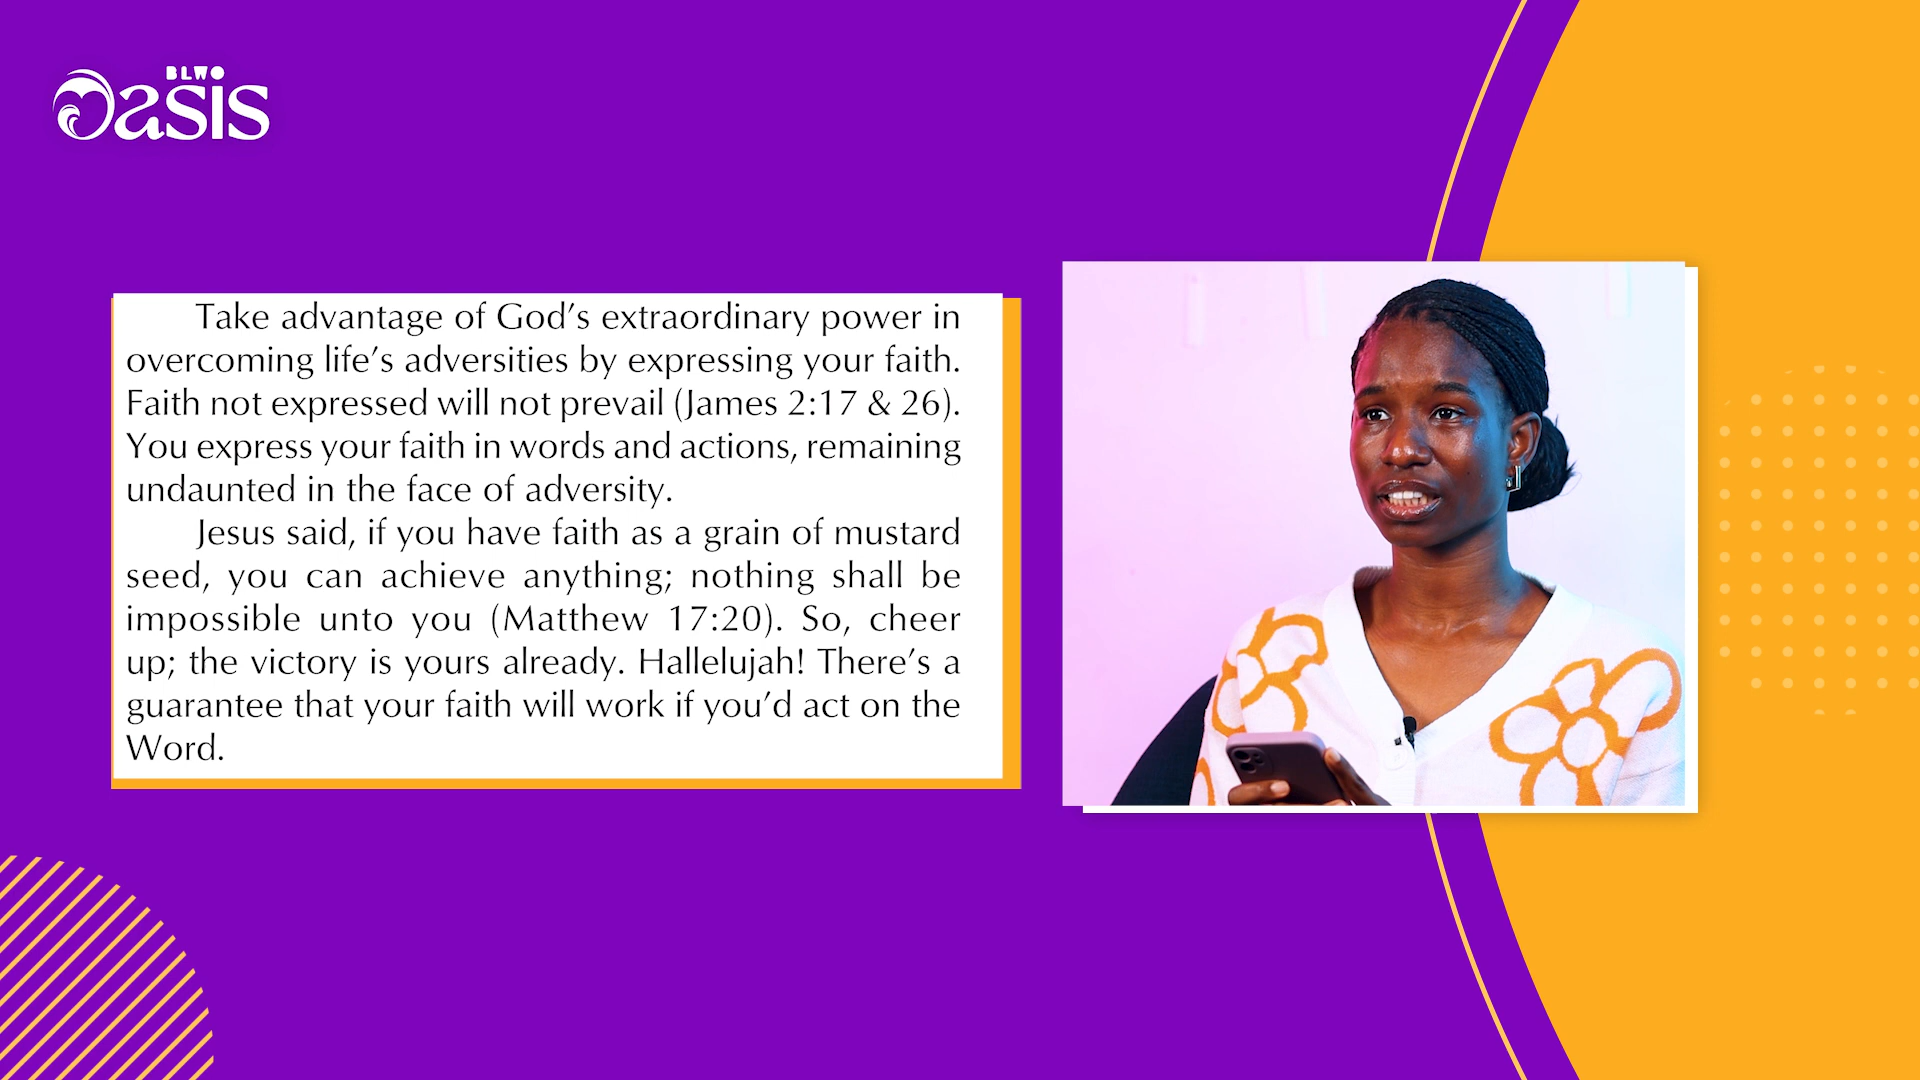 BLWO
Oasis
Take advantage of God’s extraordinary power in
overcoming life’s adversities by expressing your faith.
Faith not expressed will not prevail (James 2:17 & 26).
You express your faith in words and actions, remaining
undaunted in the face of adversity.
Jesus said, if you have faith as a grain of mustard
seed, you can achieve anything; nothing shall be
impossible unto you (Matthew 17:20). So, cheer
up; the victory is yours already. Hallelujah! There’s a
guarantee that your faith will work if you’d act on the
Word.